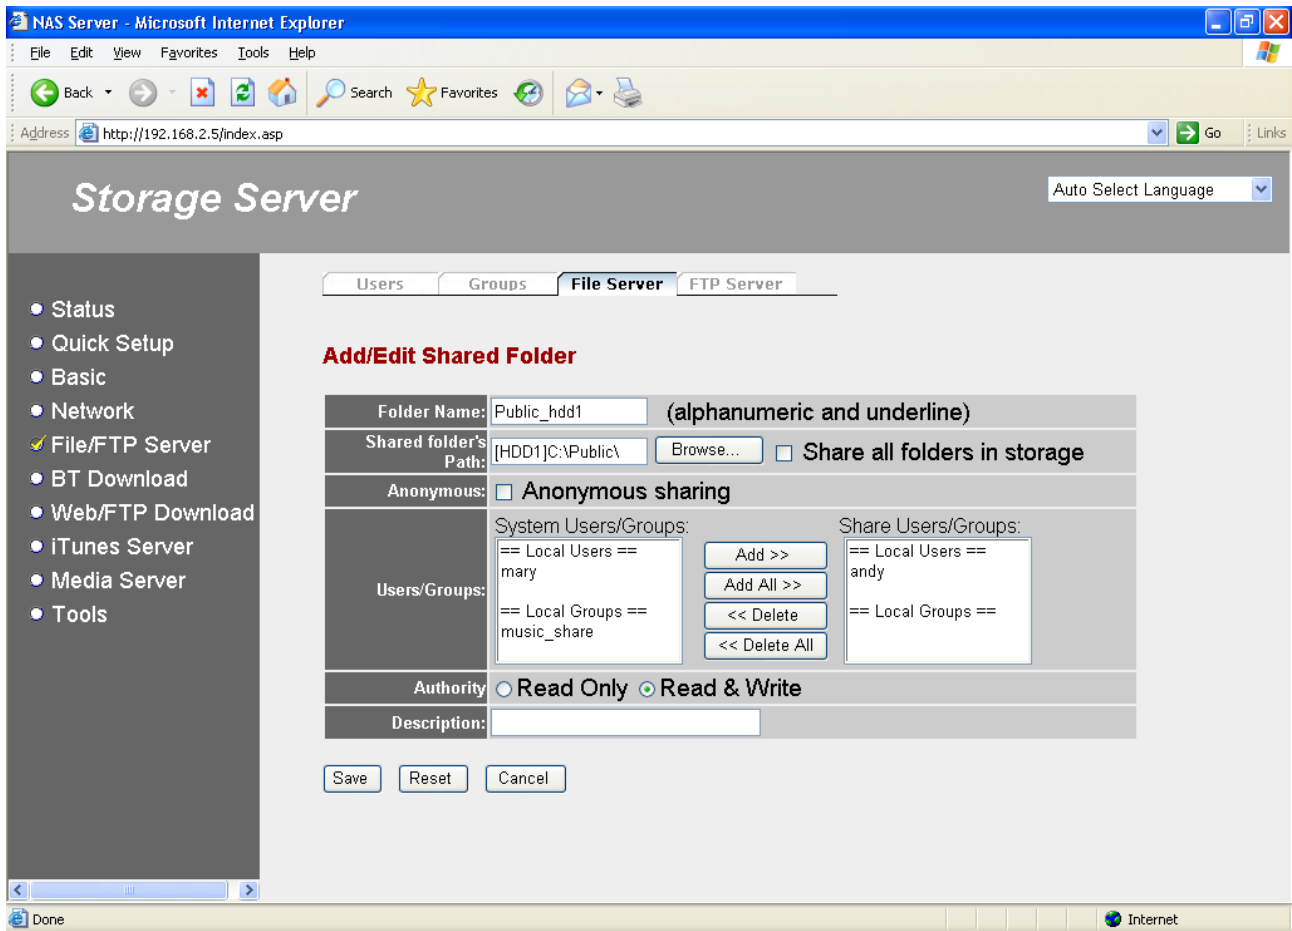 NAS Server - Microsoft Internet Explorer
File Edit View Favorites Tools Help
Back Search Favorites
Address http://192.168.2.5/index.asp Go Links
Storage Server
Auto Select Language
Status
Quick Setup
Basic
Network
File/FTP Server
BT Download
Web/FTP Download
iTunes Server
Media Server
Tools
Users Groups File Server FTP Server
Add/Edit Shared Folder
Folder Name: Public_hdd1 (alphanumeric and underline)
Shared folder's
Path: [HDD1]C:\Public\ Browse... Share all folders in storage
Anonymous: Anonymous sharing
Users/Groups:
System Users/Groups:
== Local Users ==
mary
== Local Groups ==
music_share
Add >>
Add All >>
<< Delete
<< Delete All
Share Users/Groups:
== Local Users ==
andy
== Local Groups ==
Authority Read Only Read & Write
Description:
Save Reset Cancel
Done Internet